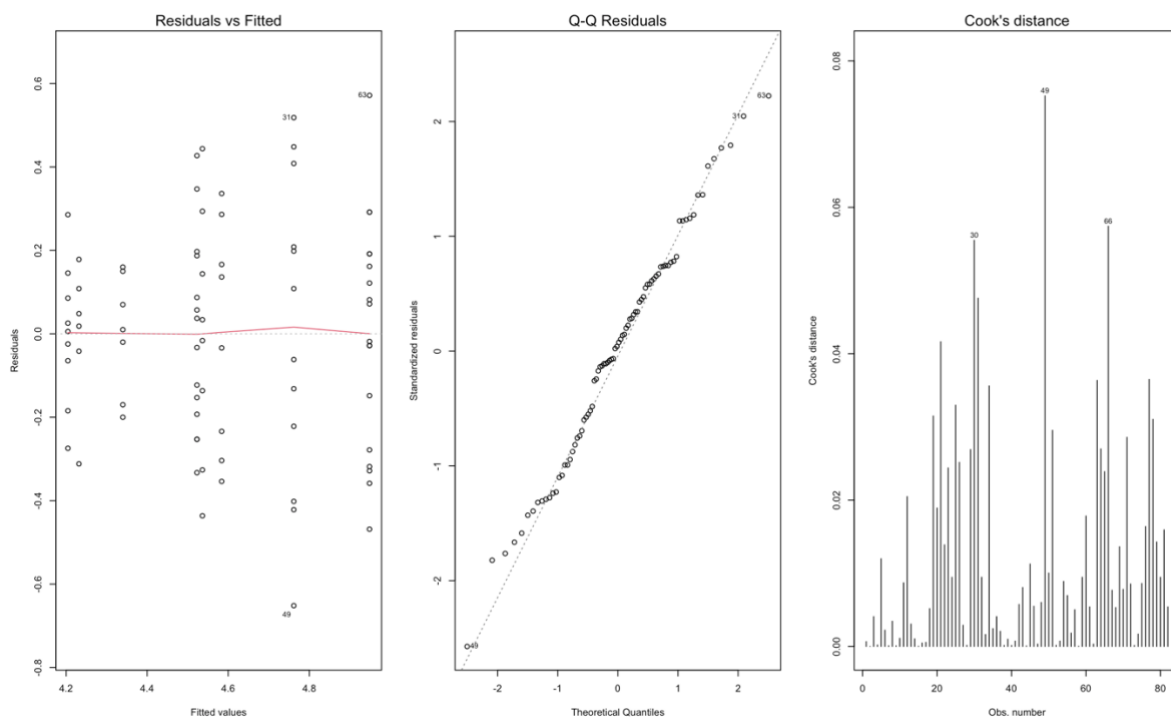 Residuals vs Fitted
Residuals
0.6
0.4
0.2
0.0
-0.2
-0.4
-0.6
-0.8
63
31
49
4.2 4.4 4.6 4.8
Fitted values
Q-Q Residuals
Standardized residuals
2
1
0
-1
-2
63
31
49
-2 -1 0 1 2
Theoretical Quantiles
Cook's distance
Cook's distance
0.08
0.06
0.04
0.02
0.00
49
66
30
0 20 40 60 80
Obs. number